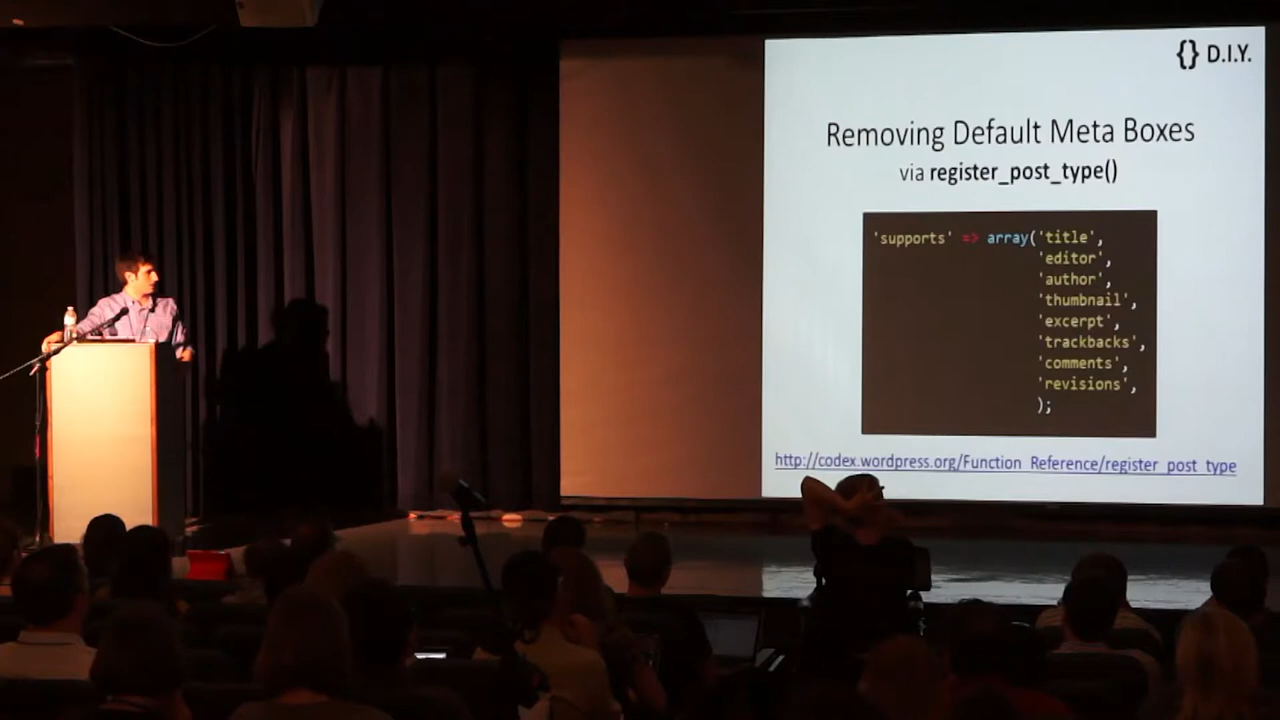 {} D.I.Y.
Removing Default Meta Boxes
via register_post_type()
'supports' => array('title',
'editor',
'author',
'thumbnail',
'excerpt',
'trackbacks',
'comments',
'revisions',
);
http://codex.wordpress.org/Function_Reference/register_post_type